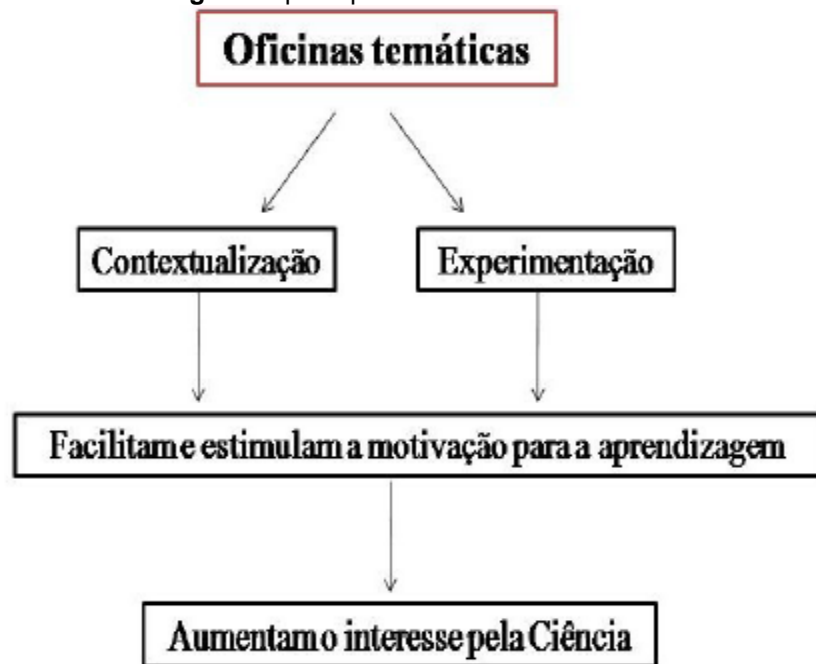 Oficinas temáticas
Contextualização
Experimentação
Facilitam e estimulam a motivação para a aprendizagem
Aumentam o interesse pela Ciência